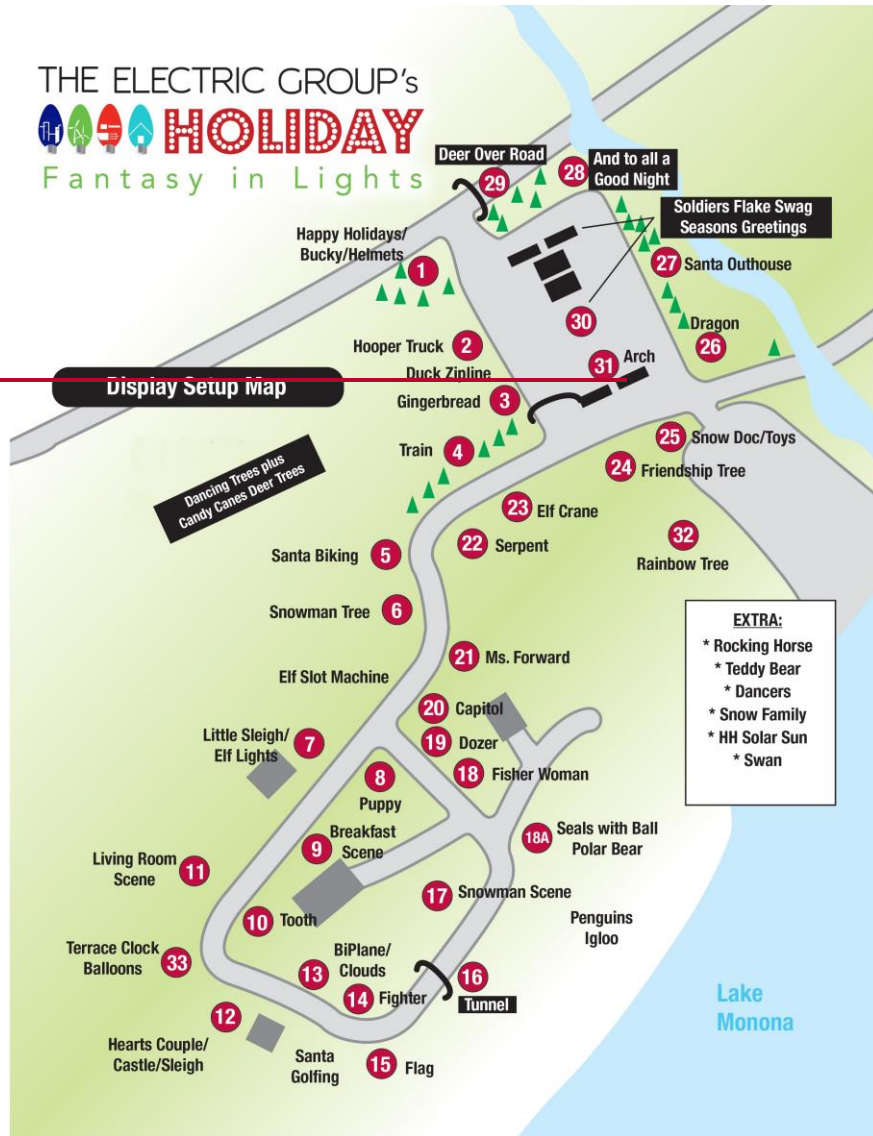 THE ELECTRIC GROUP's
HOLIDAY
Fantasy in Lights
Deer Over Road
29
28
And to all a
Good Night
Soldiers Flake Swag
Seasons Greetings
Happy Holidays/
Bucky/Helmets
1
27
Santa Outhouse
30
Dragon
26
Hooper Truck
2
31
Arch
Duck Zipline
Display Setup Map
Gingerbread
3
25
Snow Doc/Toys
Train
4
24
Friendship Tree
Dancing Trees plus
Candy Canes Deer Trees
23
Elf Crane
Santa Biking
5
22
Serpent
32
Rainbow Tree
Snowman Tree
6
EXTRA:
* Rocking Horse
* Teddy Bear
* Dancers
* Snow Family
* HH Solar Sun
* Swan
21
Ms. Forward
Elf Slot Machine
20
Capitol
Little Sleigh/
Elf Lights
7
19
Dozer
8
Puppy
18
Fisher Woman
9
Breakfast
Scene
18A
Seals with Ball
Polar Bear
Living Room
Scene
11
17
Snowman Scene
10
Tooth
Penguins
Igloo
Terrace Clock
Balloons
33
BiPlane/
Clouds
13
16
Tunnel
14
Fighter
12
Hearts Couple/
Castle/Sleigh
Santa
Golfing
15
Flag
Lake
Monona